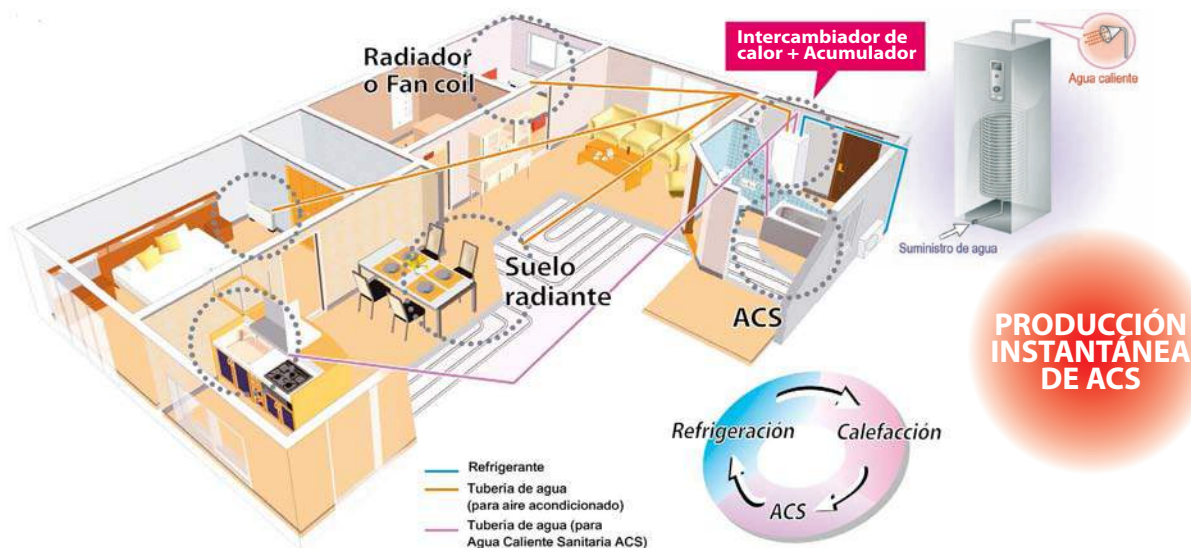 Radiador
o Fan coil
Intercambiador de
calor + Acumulador
Agua caliente
Suministro de agua
Suelo
radiante
ACS
PRODUCCIÓN
INSTANTÁNEA
DE ACS
Refrigeración
Calefacción
ACS
Refrigerante
Tubería de agua
(para aire acondicionado)
Tubería de agua (para
Agua Caliente Sanitaria ACS)